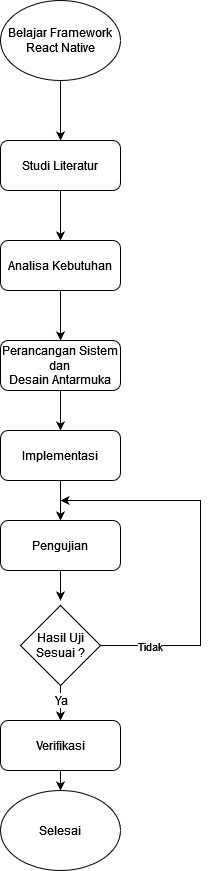 Belajar Framework
React Native
Studi Literatur
Analisa Kebutuhan
Perancangan Sistem
dan
Desain Antarmuka
Implementasi
Pengujian
Hasil Uji
Sesuai ?
Tidak
Ya
Verifikasi
Selesai